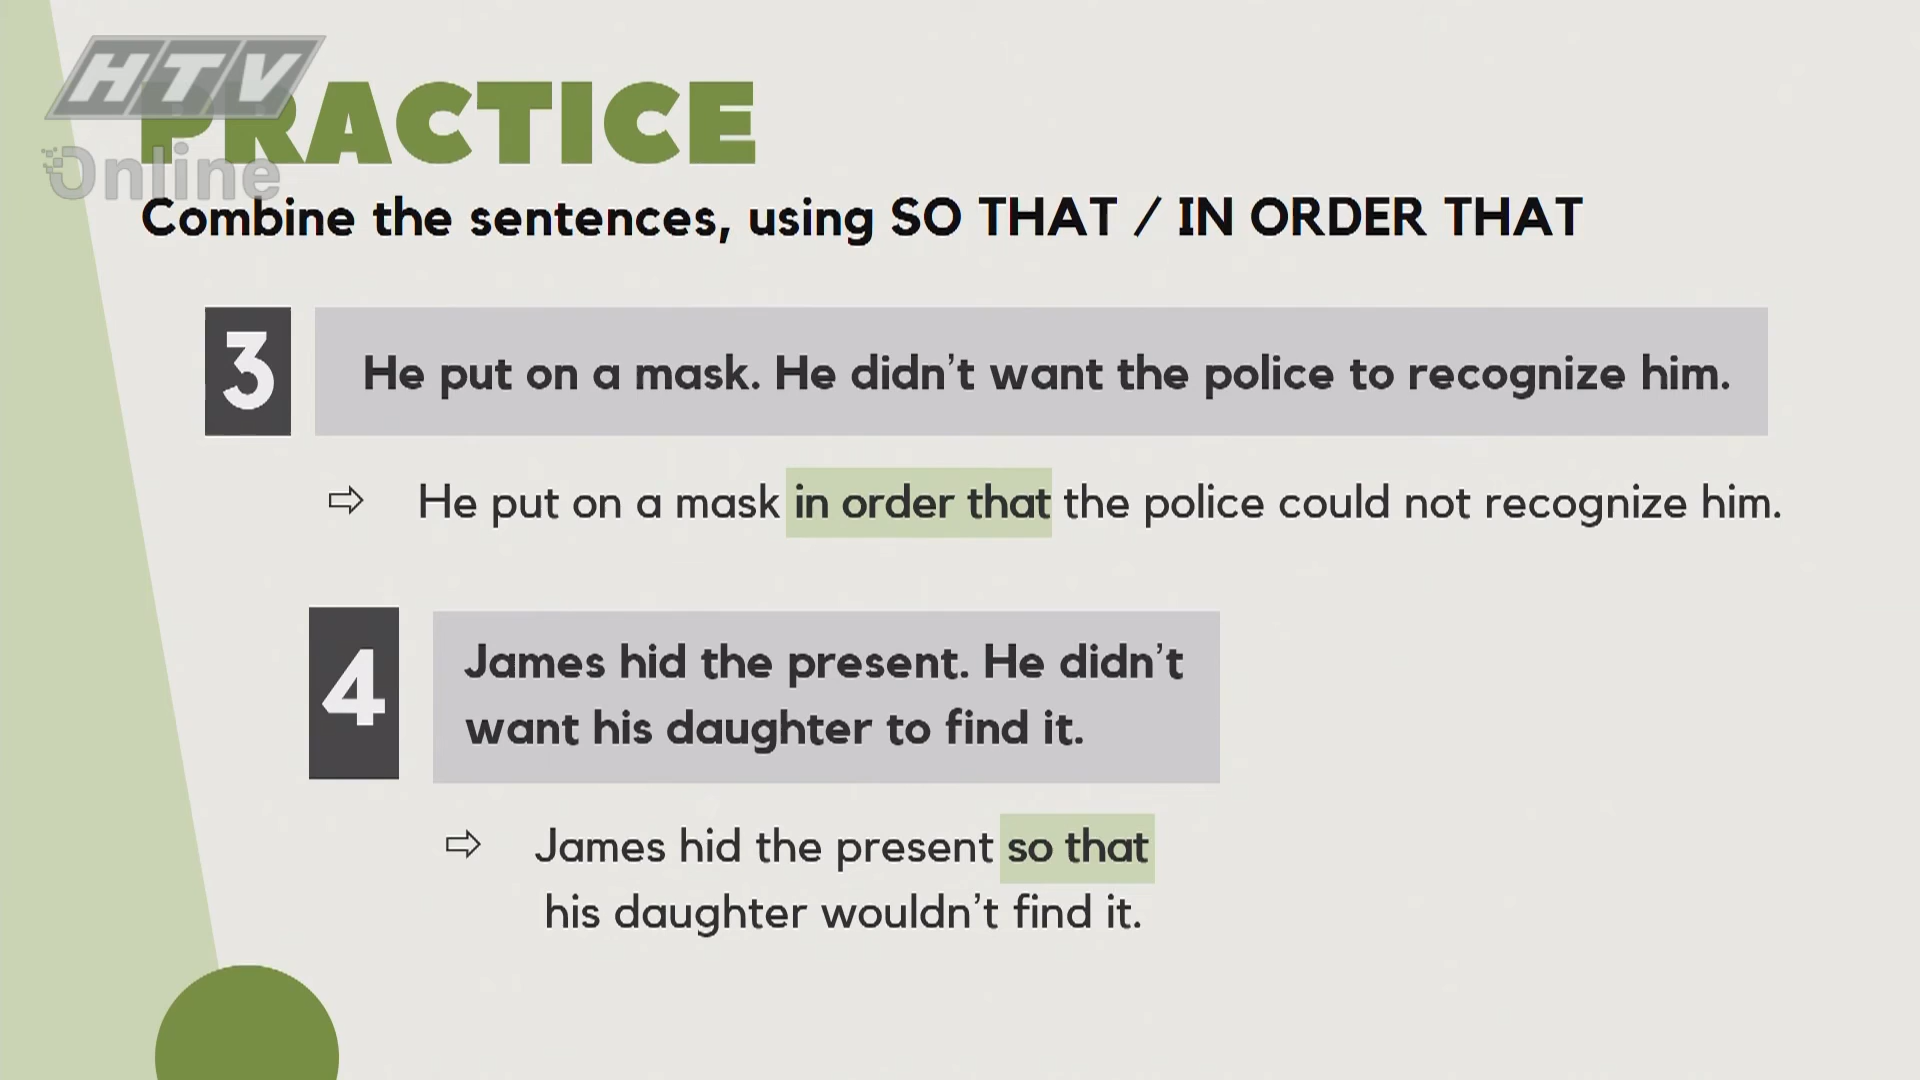 HTV
Online
PRACTICE
Combine the sentences, using SO THAT / IN ORDER THAT
3
He put on a mask. He didn’t want the police to recognize him.
⇨ He put on a mask in order that the police could not recognize him.
4
James hid the present. He didn’t
want his daughter to find it.
⇨ James hid the present so that
his daughter wouldn’t find it.